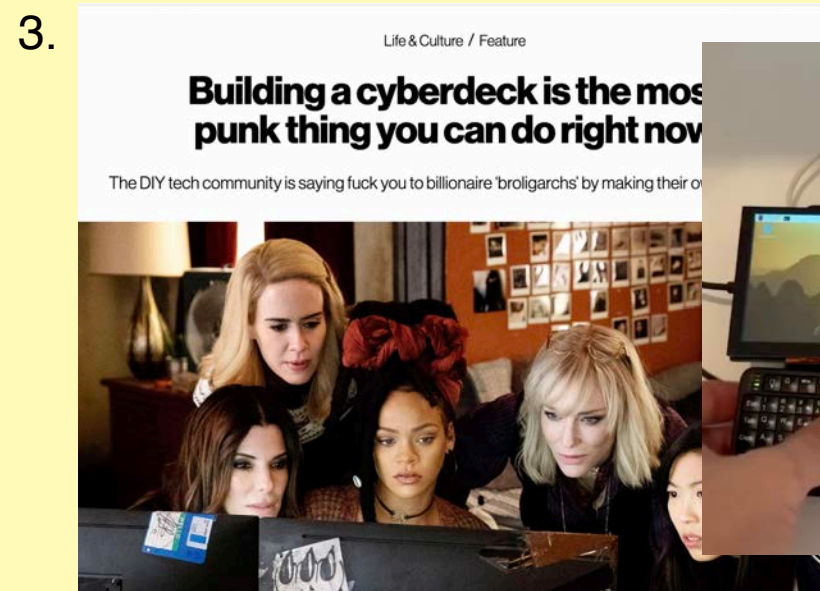 3.
Life & Culture / Feature
Building a cyberdeck is the mos
punk thing you can do right now
The DIY tech community is saying fuck you to billionaire ‘broligarchs’ by making their o